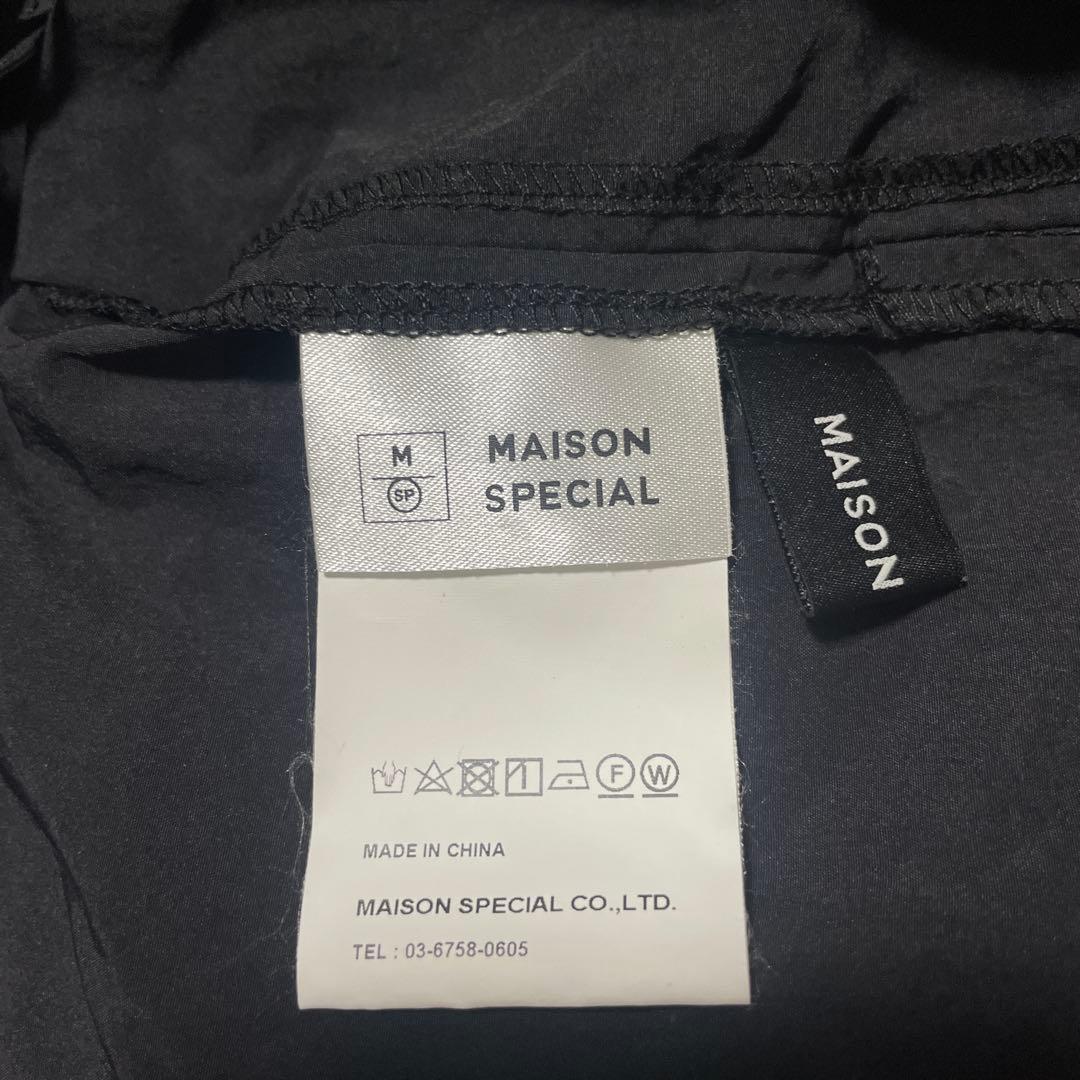 M
SP
MAISON
SPECIAL
MAISON
F W
MADE IN CHINA
MAISON SPECIAL CO.,LTD.
TEL : 03-6758-0605